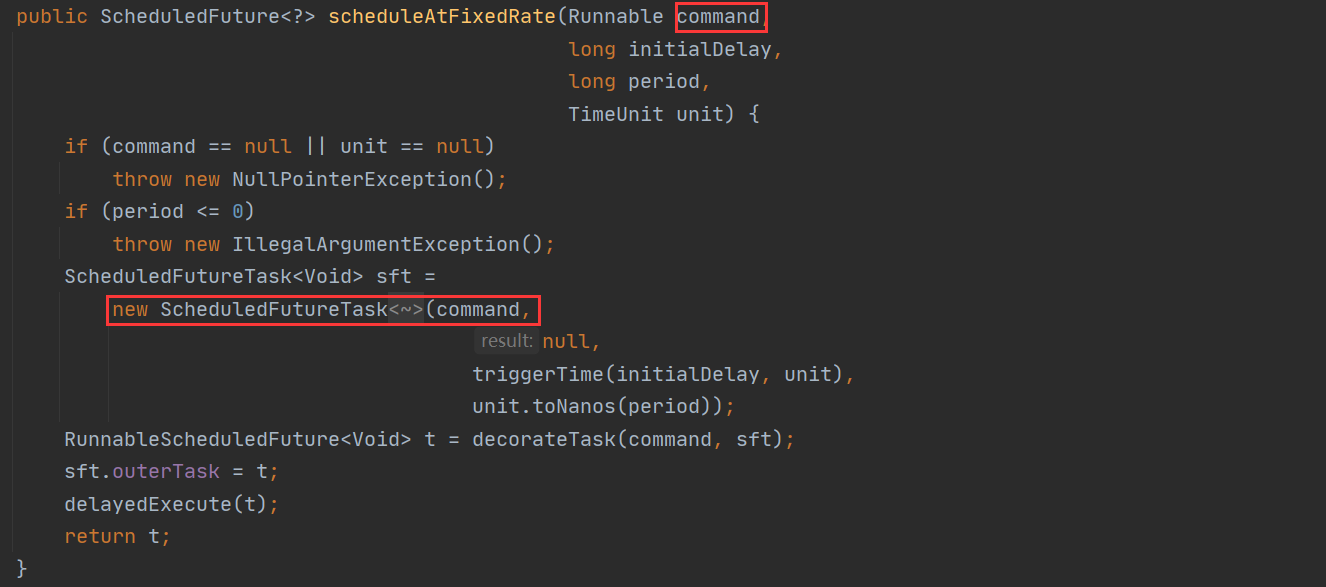 public ScheduledFuture<?> scheduleAtFixedRate(Runnable command,
long initialDelay,
long period,
TimeUnit unit) {
if (command == null || unit == null)
throw new NullPointerException();
if (period <= 0)
throw new IllegalArgumentException();
ScheduledFutureTask<Void> sft =
new ScheduledFutureTask<~>(command,
result: null,
triggerTime(initialDelay, unit),
unit.toNanos(period));
RunnableScheduledFuture<Void> t = decorateTask(command, sft);
sft.outerTask = t;
delayedExecute(t);
return t;
}